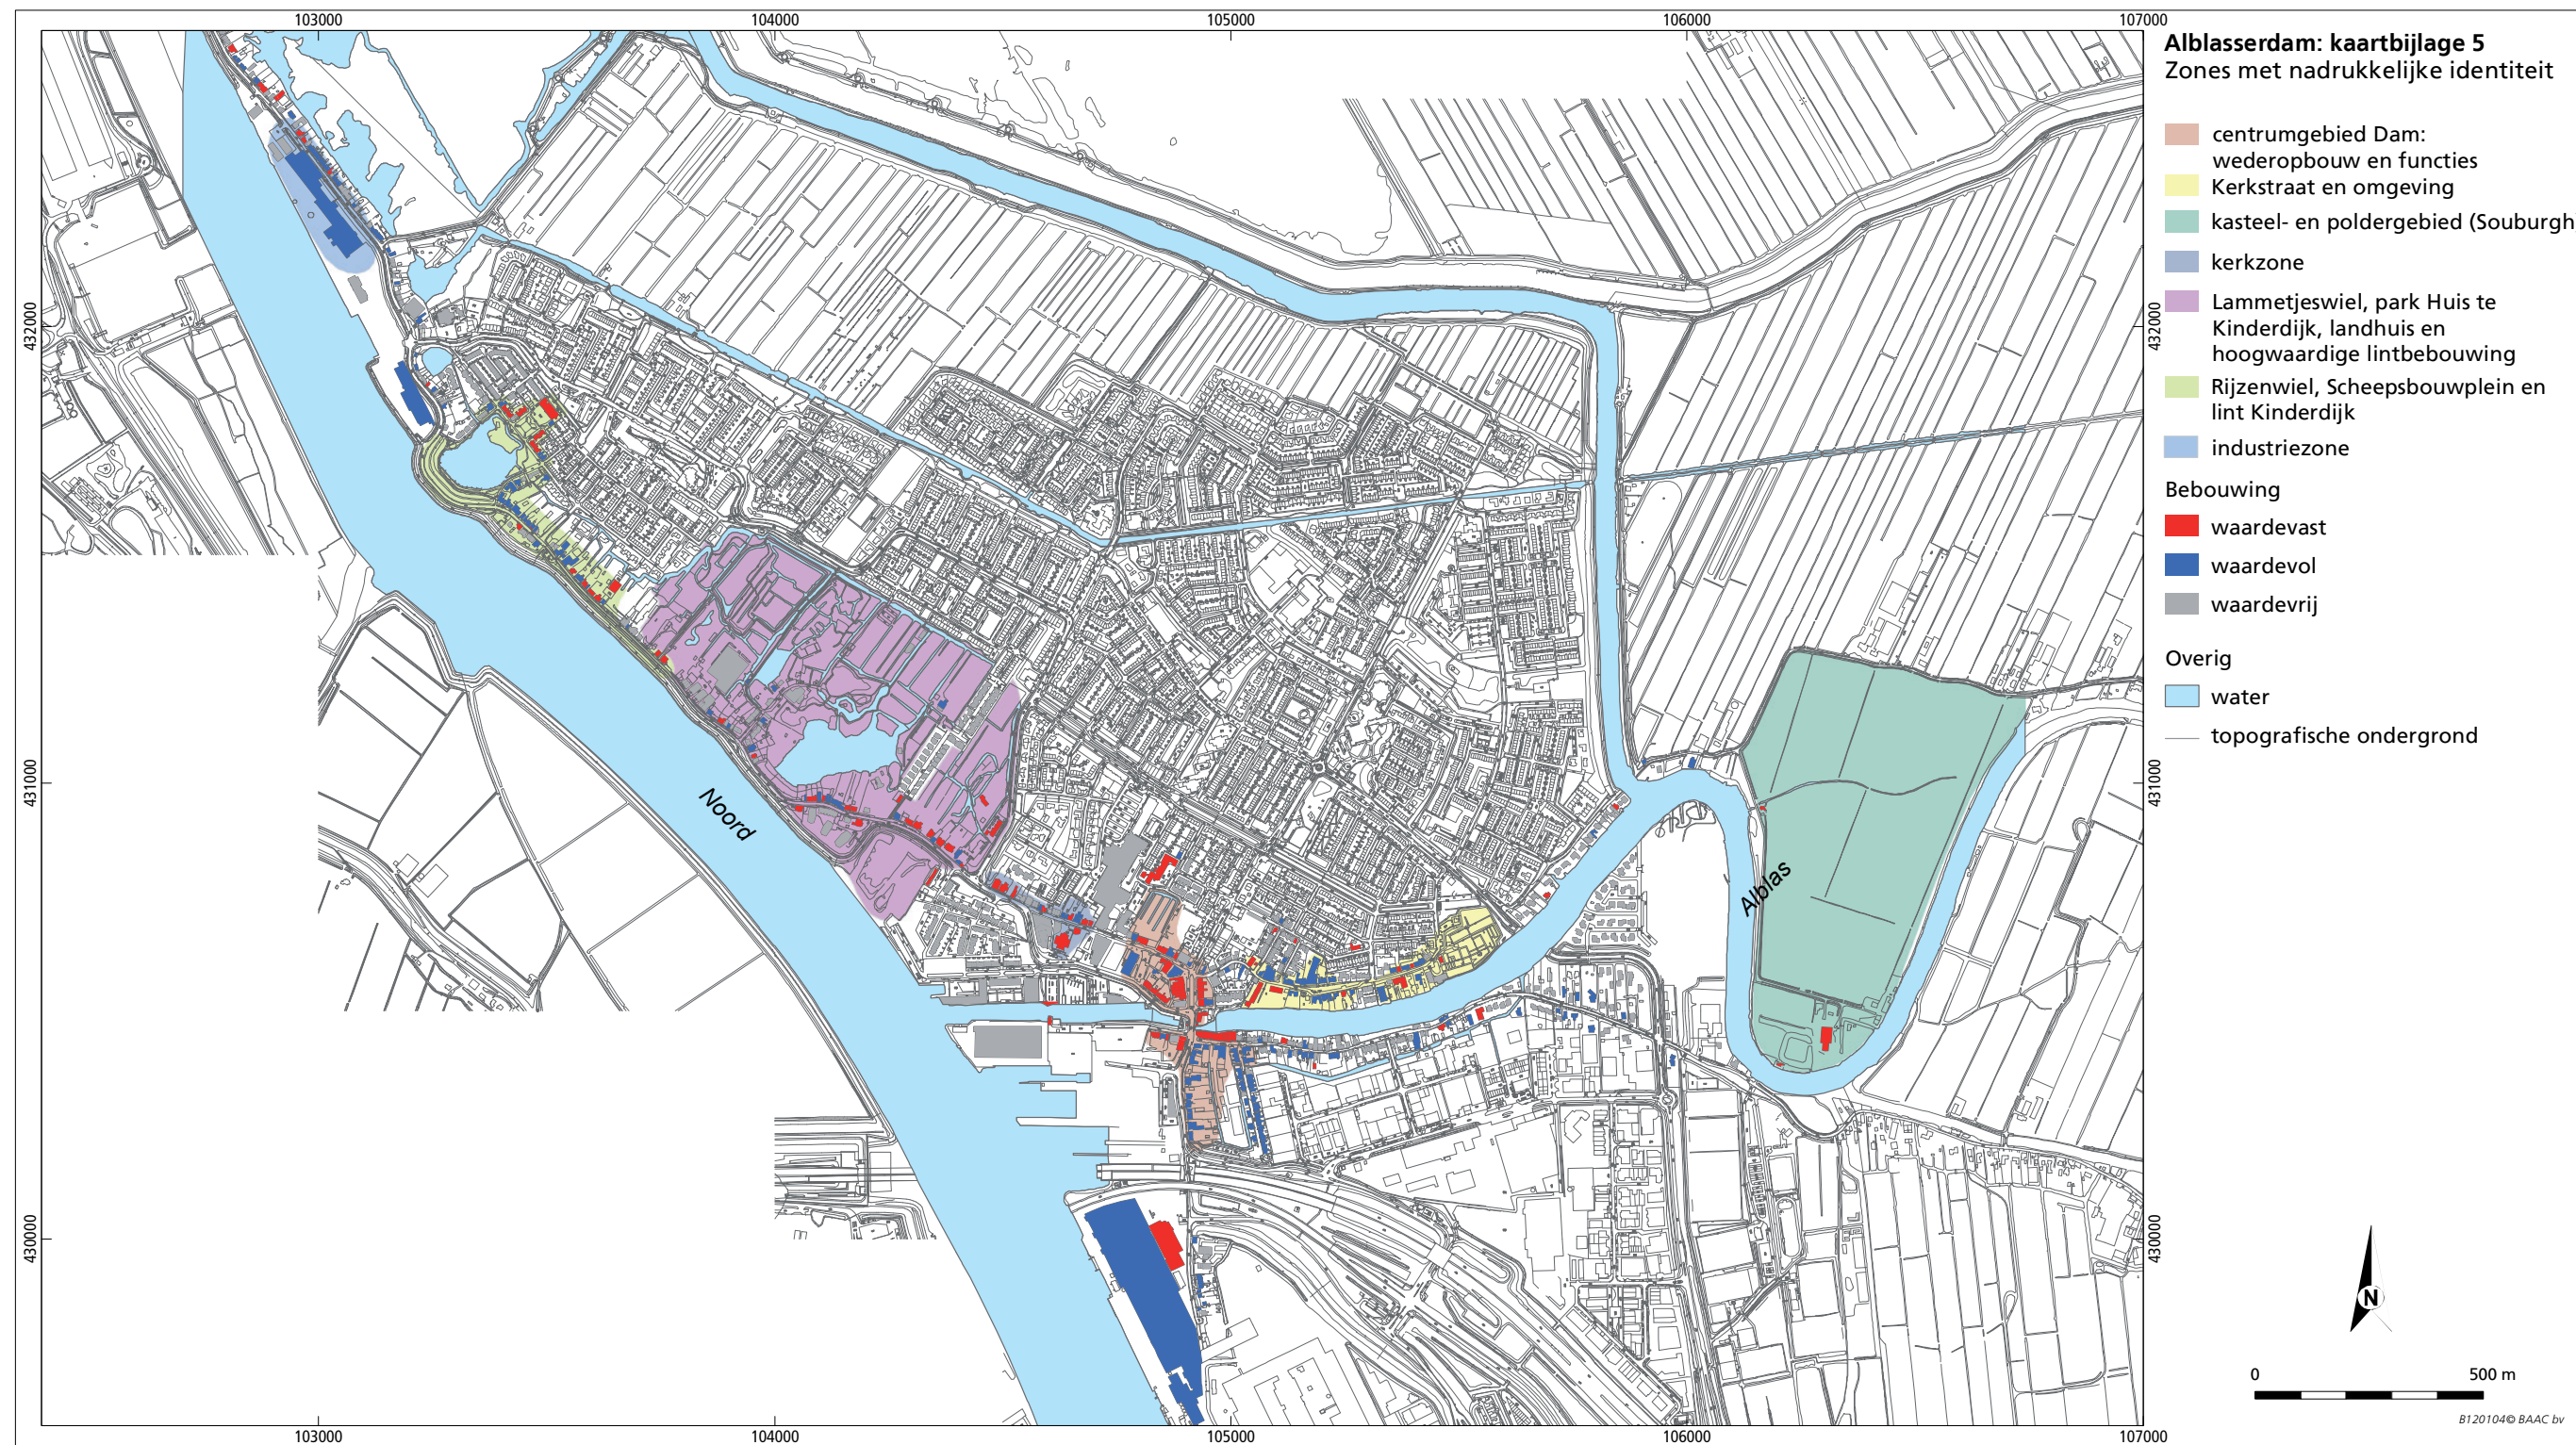 103000
104000
105000
106000
107000
Alblasserdam: kaartbijlage 5
Zones met nadrukkelijke identiteit
centrumgebied Dam:
wederopbouw en functies
Kerkstraat en omgeving
kasteel- en poldergebied (Souburgh
kerkzone
Lammetjeswiel, park Huis te
Kinderdijk, landhuis en
hoogwaardige lintbebouwing
Rijzenwiel, Scheepsbouwplein en
lint Kinderdijk
industriezone
Bebouwing
waardevast
waardevol
waardevrij
Overig
water
topografische ondergrond
432000
432000
431000
431000
430000
430000
Noord
Alblas
N
0
500 m
B120104© BAAC bv
103000
104000
105000
106000
107000